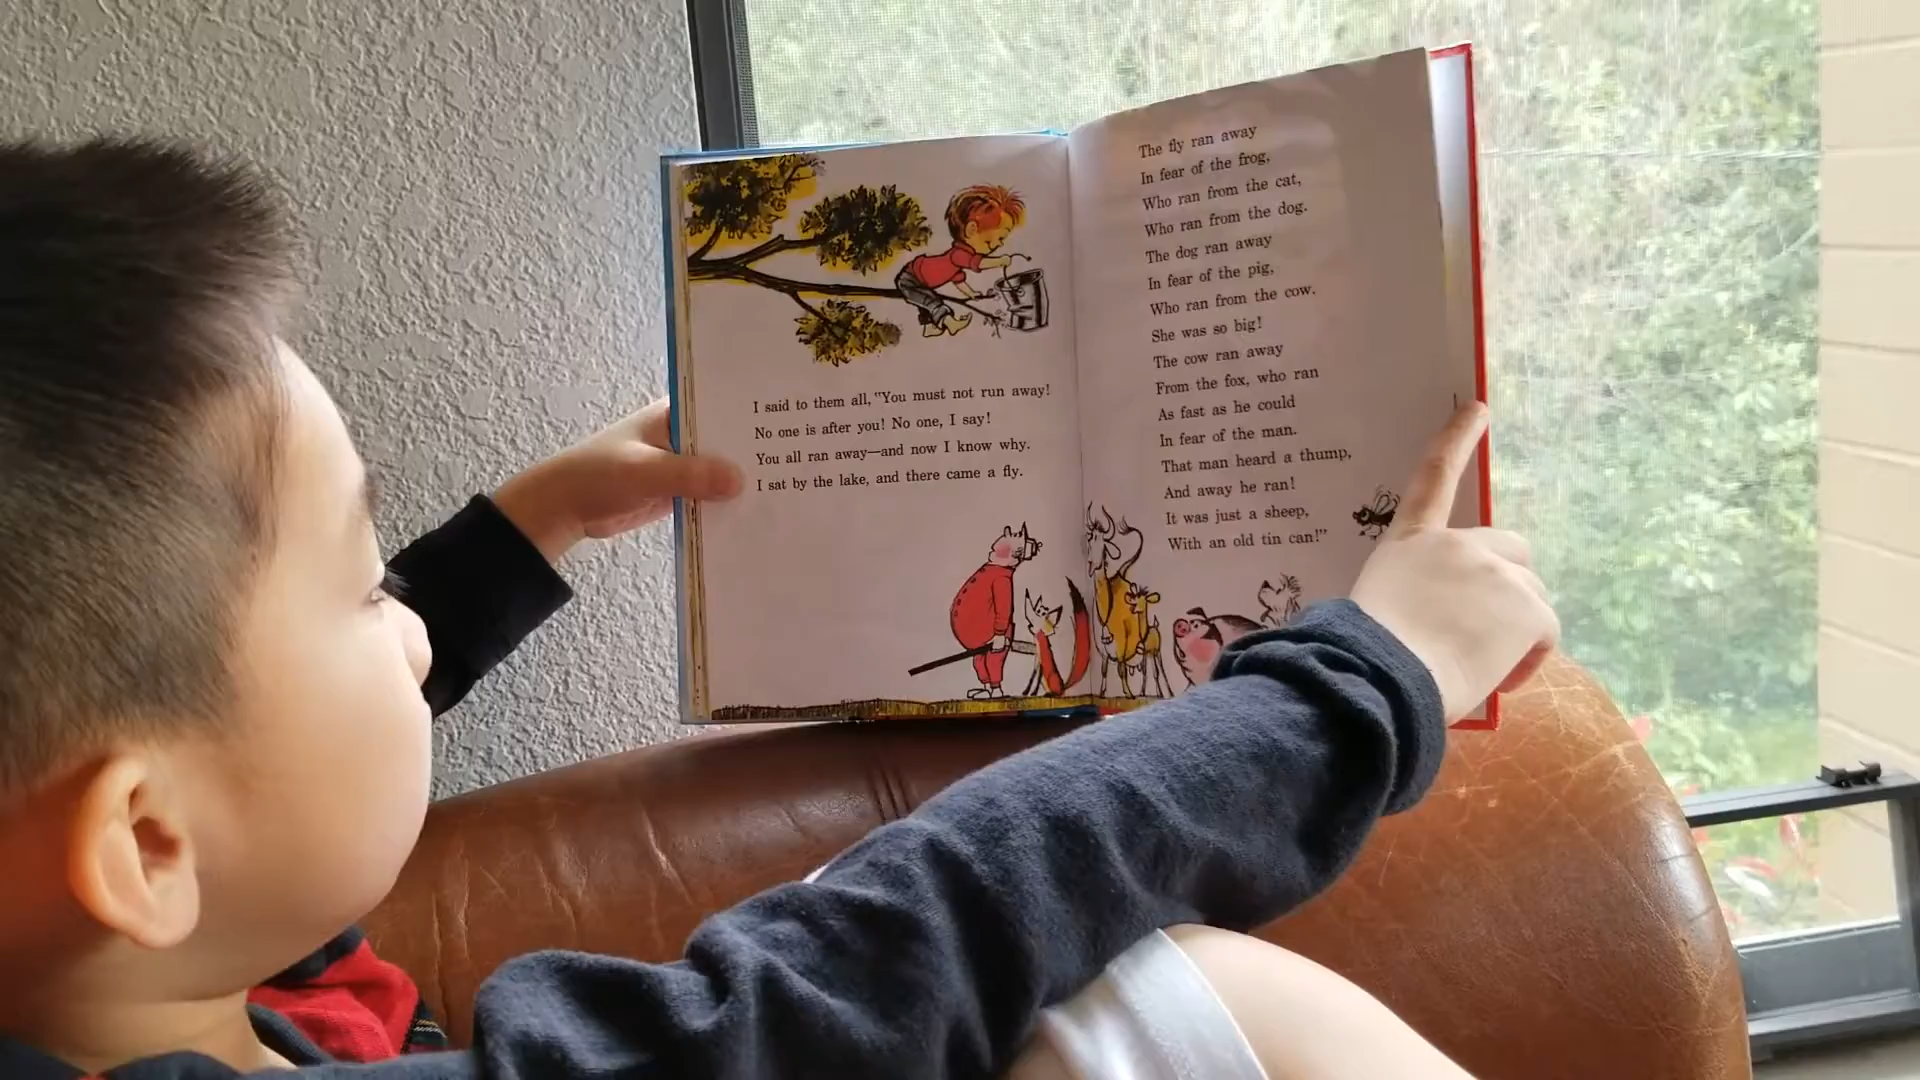 I said to them all, "You must not run away!
No one is after you! No one, I say!
You all ran away—and now I know why.
I sat by the lake, and there came a fly.
The fly ran away
In fear of the frog,
Who ran from the cat,
Who ran from the dog.
The dog ran away
In fear of the pig,
Who ran from the cow.
She was so big!
The cow ran away
From the fox, who ran
As fast as he could
In fear of the man.
That man heard a thump,
And away he ran!
It was just a sheep,
With an old tin can!"